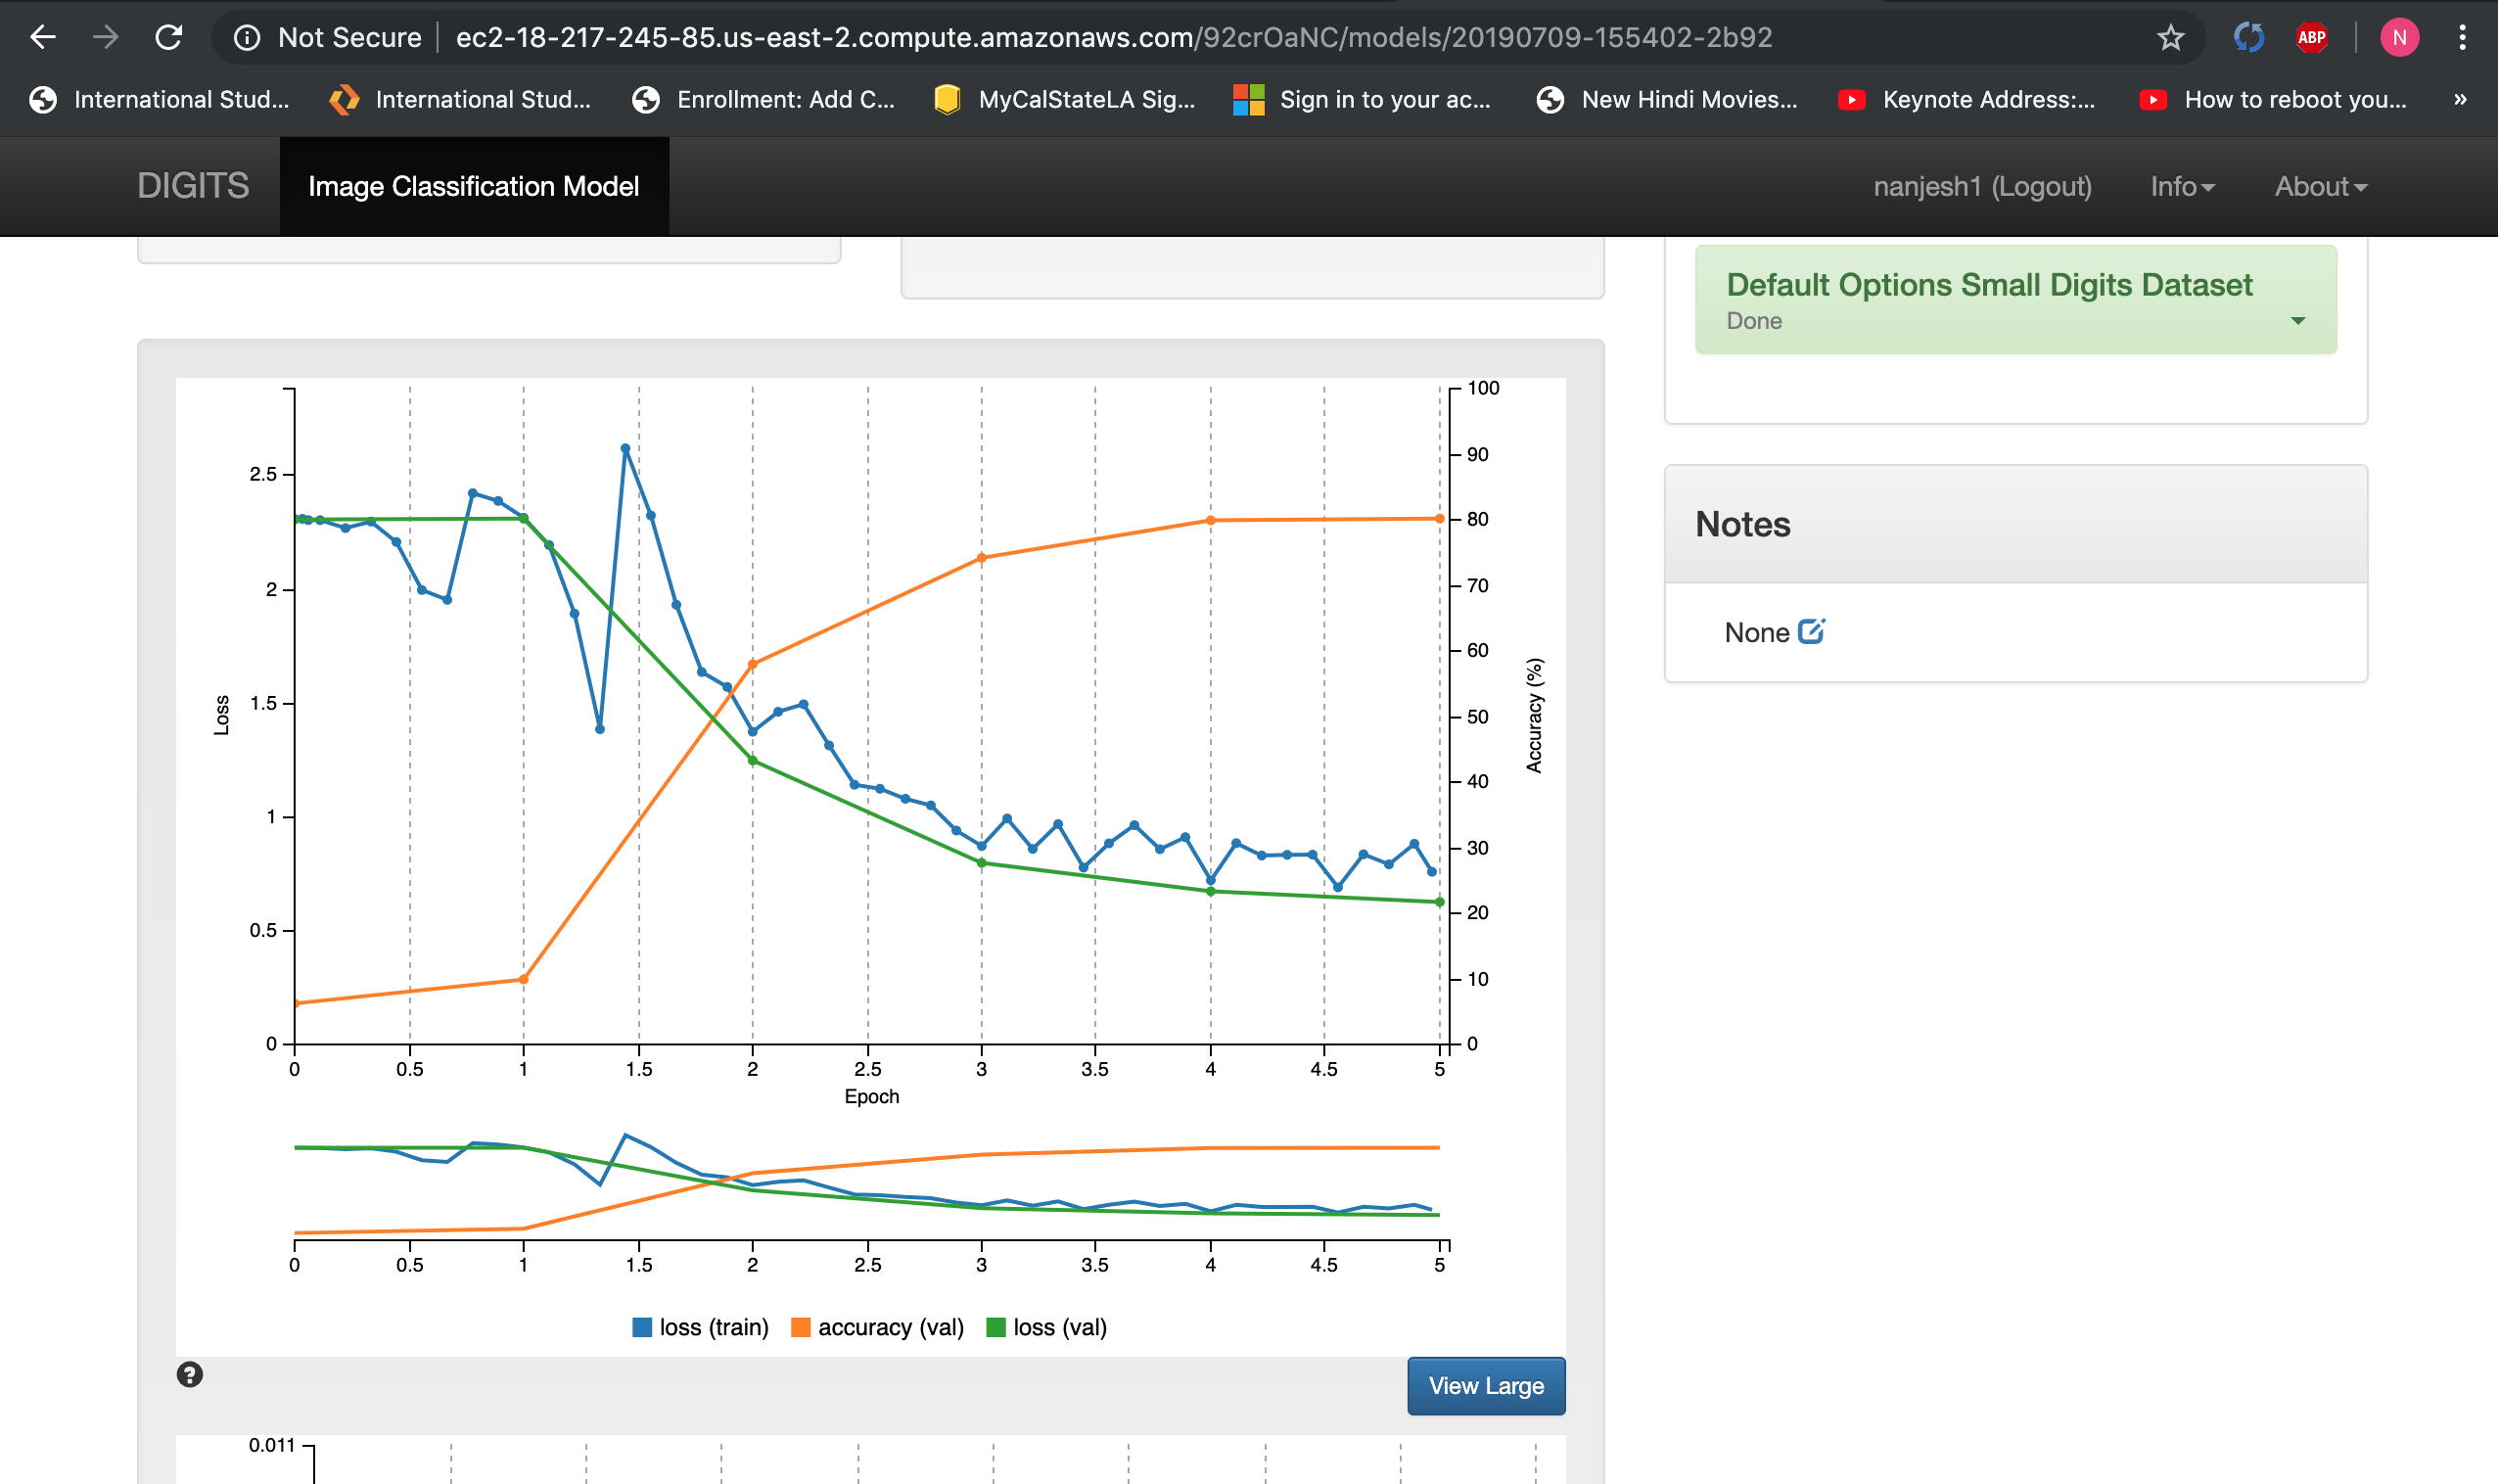 Not Secure ec2-18-217-245-85.us-east-2.compute.amazonaws.com/92crOaNC/models/20190709-155402-2b92
ABP
N
International Stud...
International Stud...
Enrollment: Add C...
MyCalStateLA Sig...
Sign in to your ac...
New Hindi Movies...
Keynote Address:...
How to reboot you...
»
DIGITS Image Classification Model nanjesh1 (Logout) Info About
Default Options Small Digits Dataset
Done
Notes
None
2.5
2
1.5
1
0.5
0
Loss
100
90
80
70
60
50
40
30
20
10
0
Accuracy (%)
0 0.5 1 1.5 2 2.5 3 3.5 4 4.5 5
Epoch
0 0.5 1 1.5 2 2.5 3 3.5 4 4.5 5
loss (train) accuracy (val) loss (val)
?
View Large
0.011